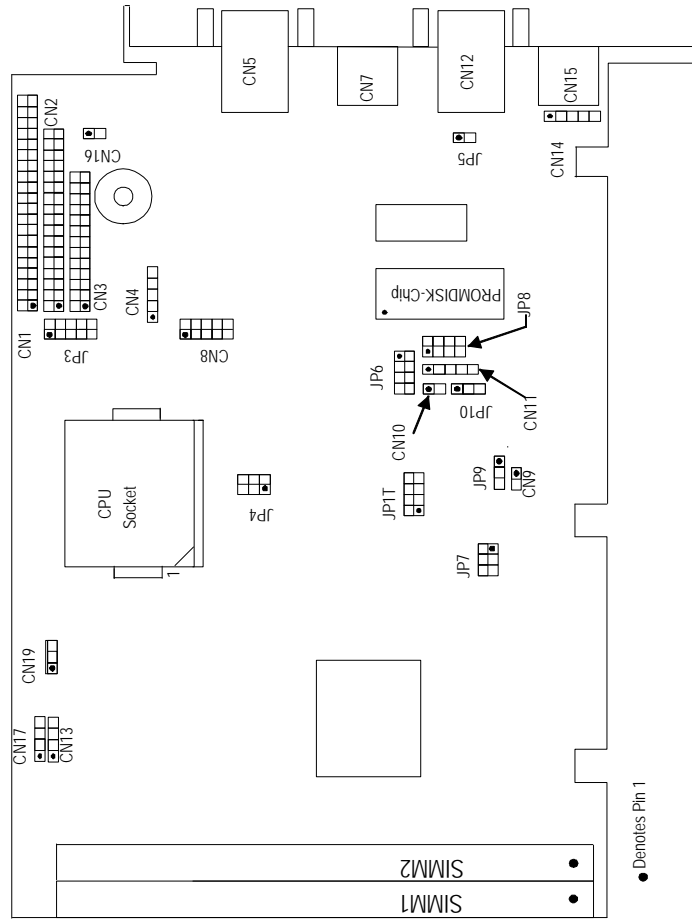 CN1
CN2
CN3
CN16
CN4
JP3
CN8
CN5
CN7
CN12
CN15
CN14
JP5
PROMDISK-Chip
JP8
JP6
CN11
JP10
CN10
CPU
Socket
1
JP4
JP1T
JP9
CN9
JP7
CN19
CN17
CN13
SIMM2
SIMM1
Denotes Pin 1